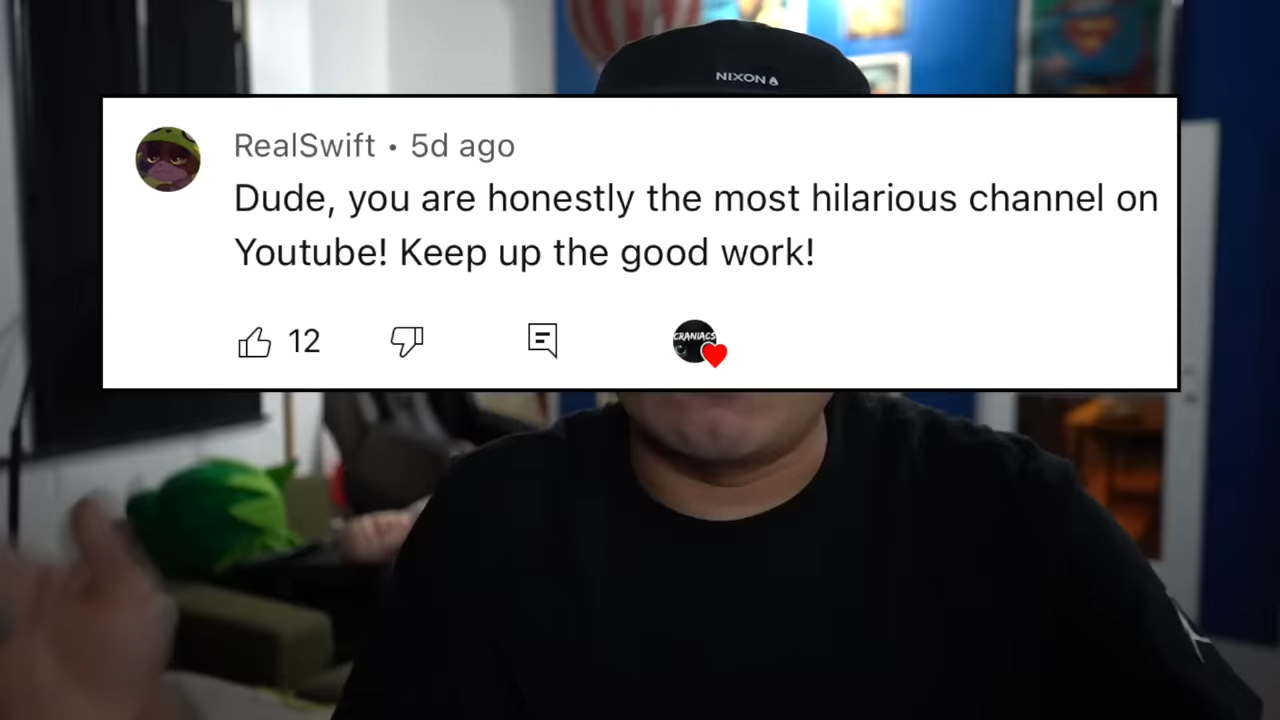 NIXON
RealSwift • 5d ago
Dude, you are honestly the most hilarious channel on
Youtube! Keep up the good work!
12
CRANIACS